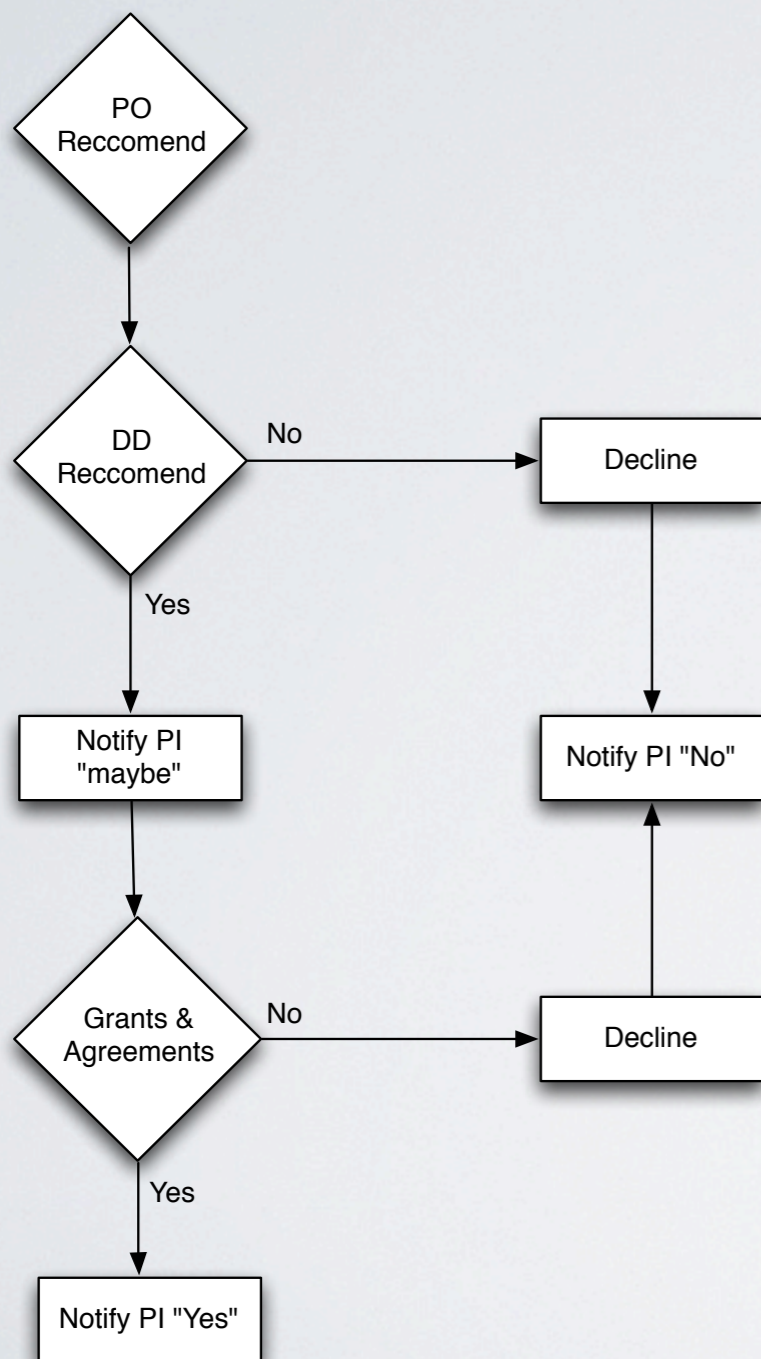 PO
Reccomend
DD
Reccomend
No
Decline
Yes
Notify PI
"maybe"
Notify PI "No"
Grants &
Agreements
No
Decline
Yes
Notify PI "Yes"